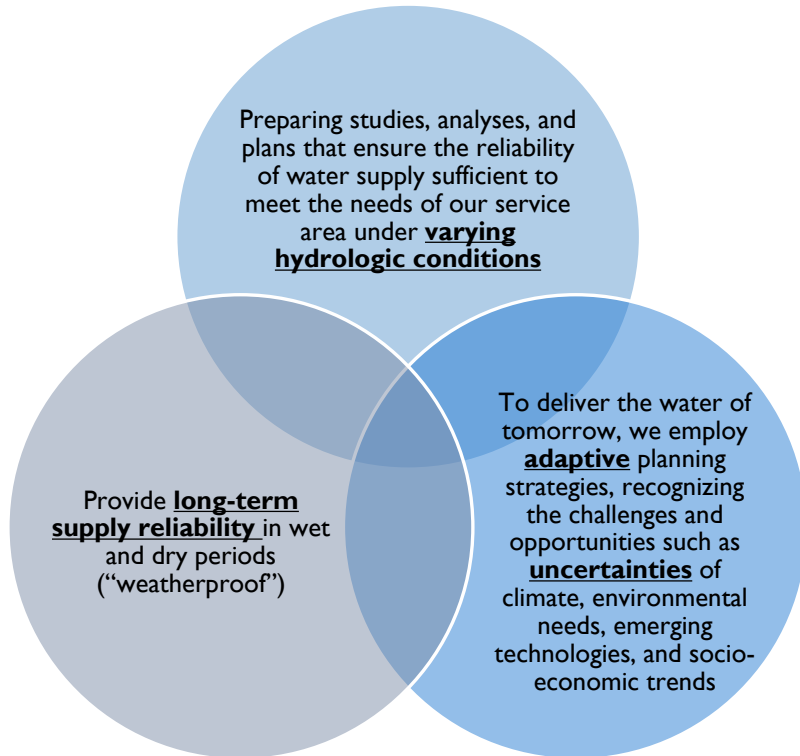 Preparing studies, analyses, and
plans that ensure the reliability
of water supply sufficient to
meet the needs of our service
area under varying
hydrologic conditions
Provide long-term
supply reliability in wet
and dry periods
(“weatherproof”)
To deliver the water of
tomorrow, we employ
adaptive planning
strategies, recognizing
the challenges and
opportunities such as
uncertainties of
climate, environmental
needs, emerging
technologies, and socio-
economic trends